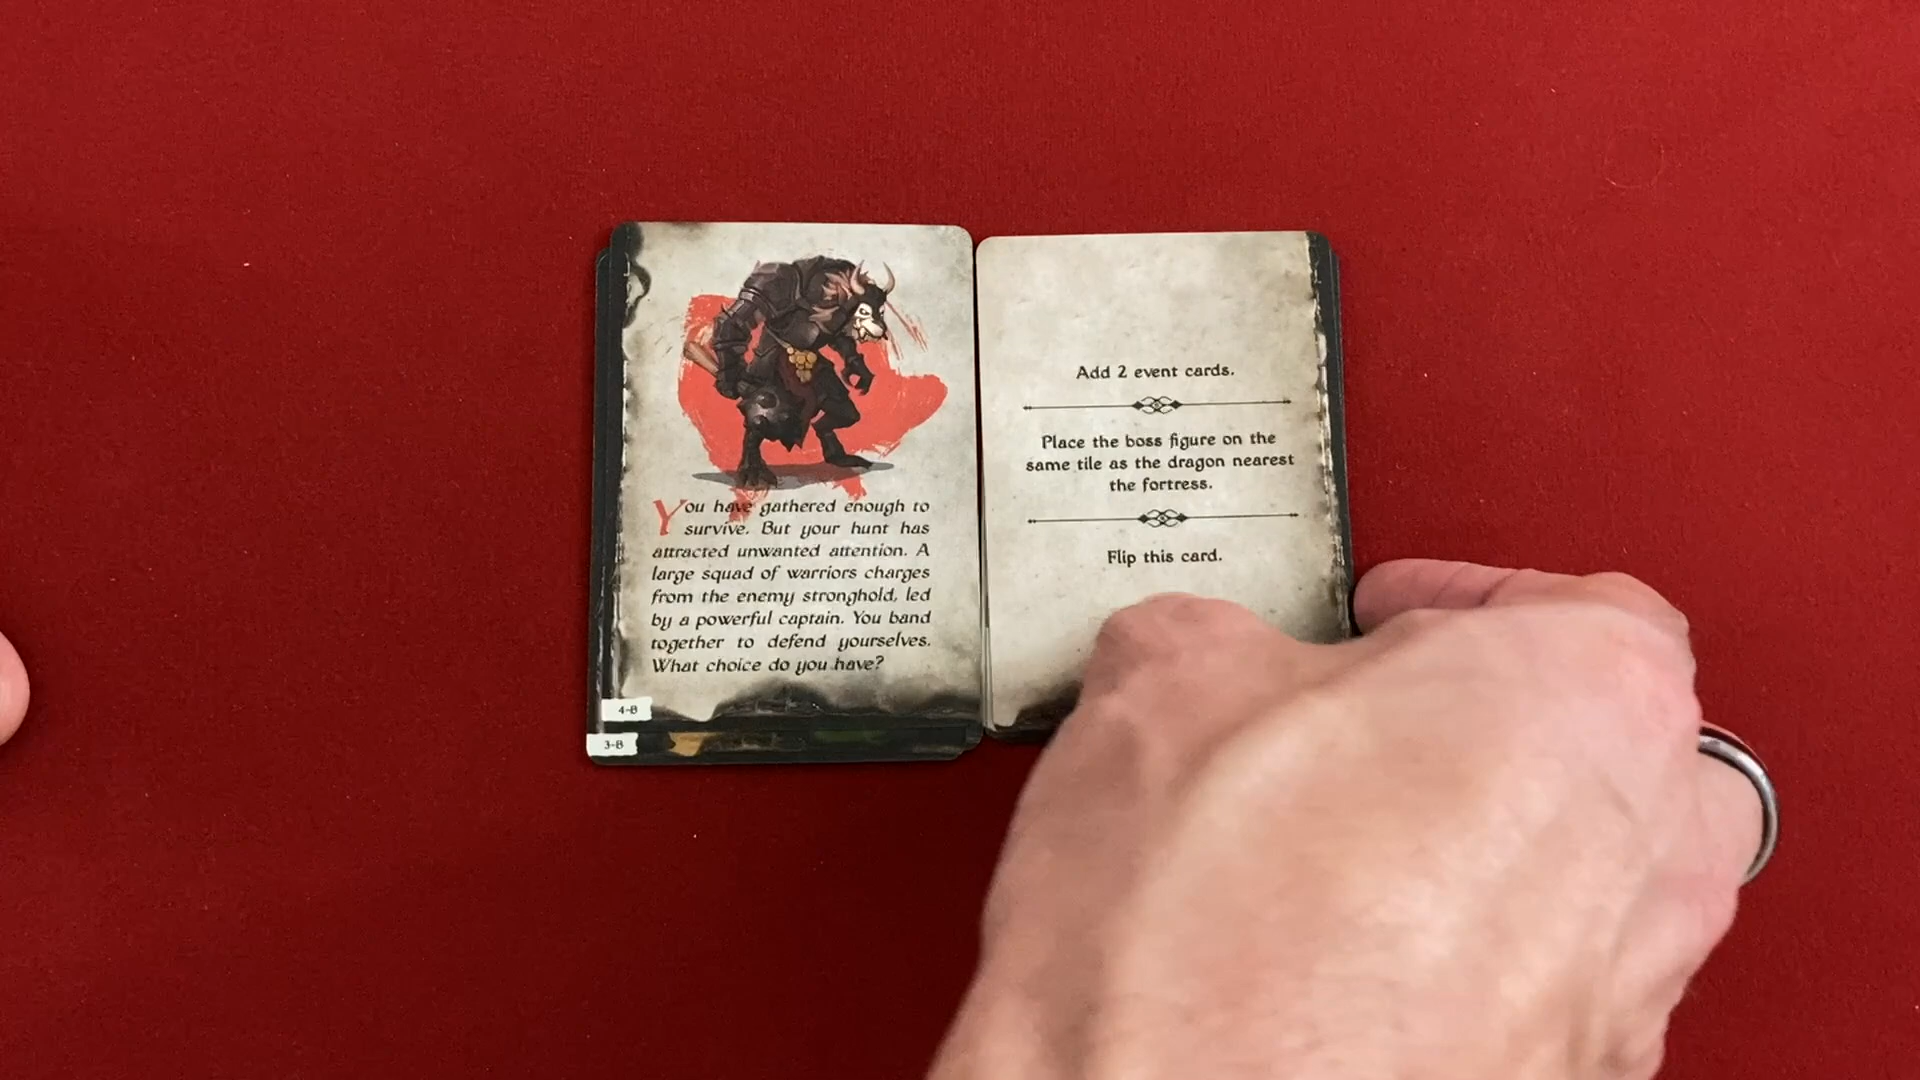 You have gathered enough to
survive. But your hunt has
attracted unwanted attention. A
large squad of warriors charges
from the enemy stronghold, led
by a powerful captain. You band
together to defend yourselves.
What choice do you have?
4-B
3-B
Add 2 event cards.
Place the boss figure on the
same tile as the dragon nearest
the fortress.
Flip this card.